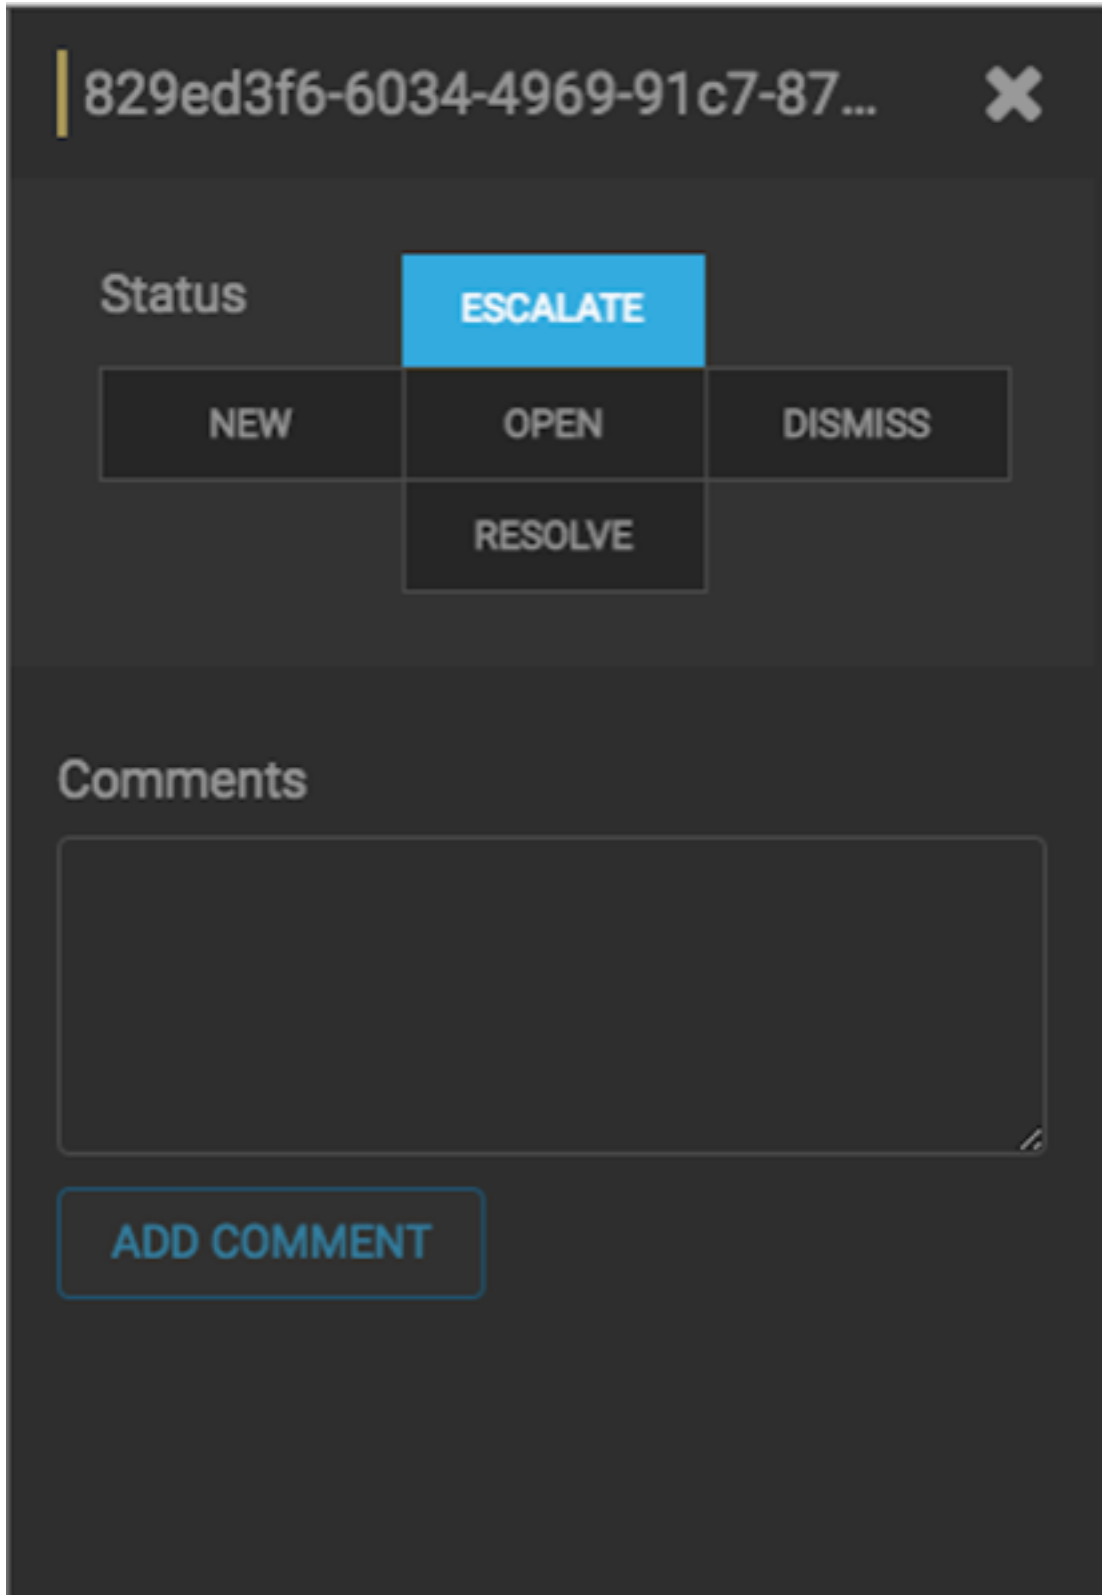 829ed3f6-6034-4969-91c7-87...
Status
ESCALATE
NEW OPEN DISMISS
RESOLVE
Comments
ADD COMMENT